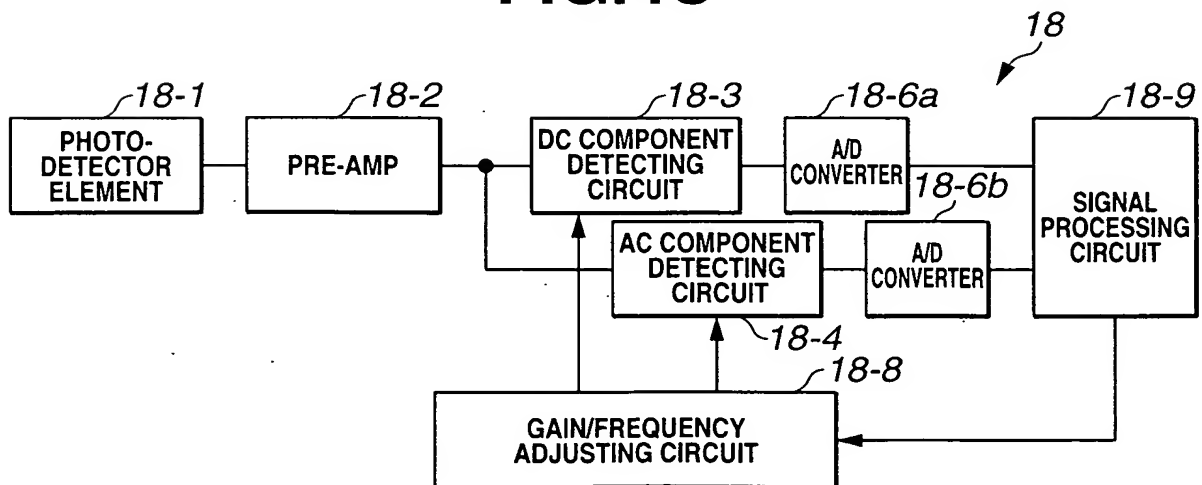 18
18-1
18-2
18-3
18-6a
18-9
PHOTO-
DETECTOR
ELEMENT
PRE-AMP
DC COMPONENT
DETECTING
CIRCUIT
A/D
CONVERTER
18-6b
SIGNAL
PROCESSING
CIRCUIT
AC COMPONENT
DETECTING
CIRCUIT
A/D
CONVERTER
18-4
18-8
GAIN/FREQUENCY
ADJUSTING CIRCUIT